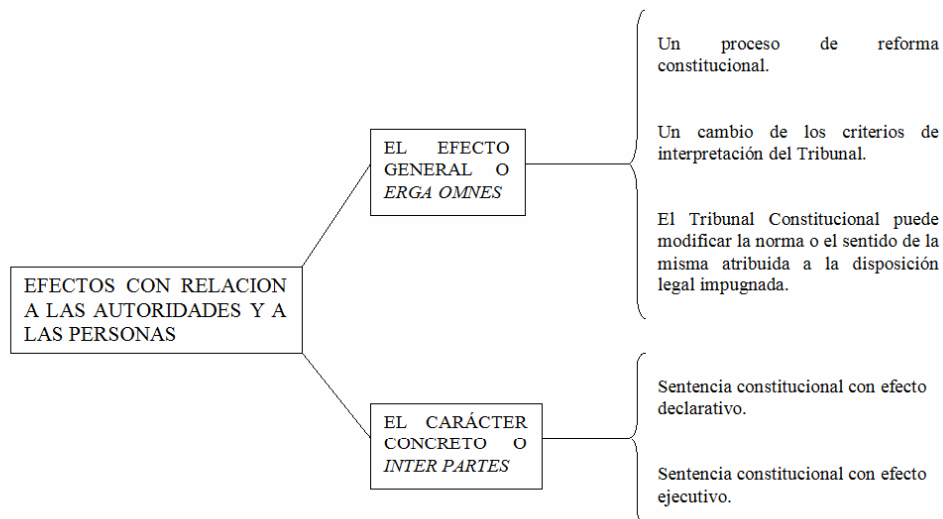 EFECTOS CON RELACION
A LAS AUTORIDADES Y A
LAS PERSONAS
EL EFECTO
GENERAL O
ERGA OMNES
Un proceso de reforma
constitucional.
Un cambio de los criterios de
interpretación del Tribunal.
El Tribunal Constitucional puede
modificar la norma o el sentido de la
misma atribuida a la disposición
legal impugnada.
EL CARÁCTER
CONCRETO O
INTER PARTES
Sentencia constitucional con efecto
declarativo.
Sentencia constitucional con efecto
ejecutivo.